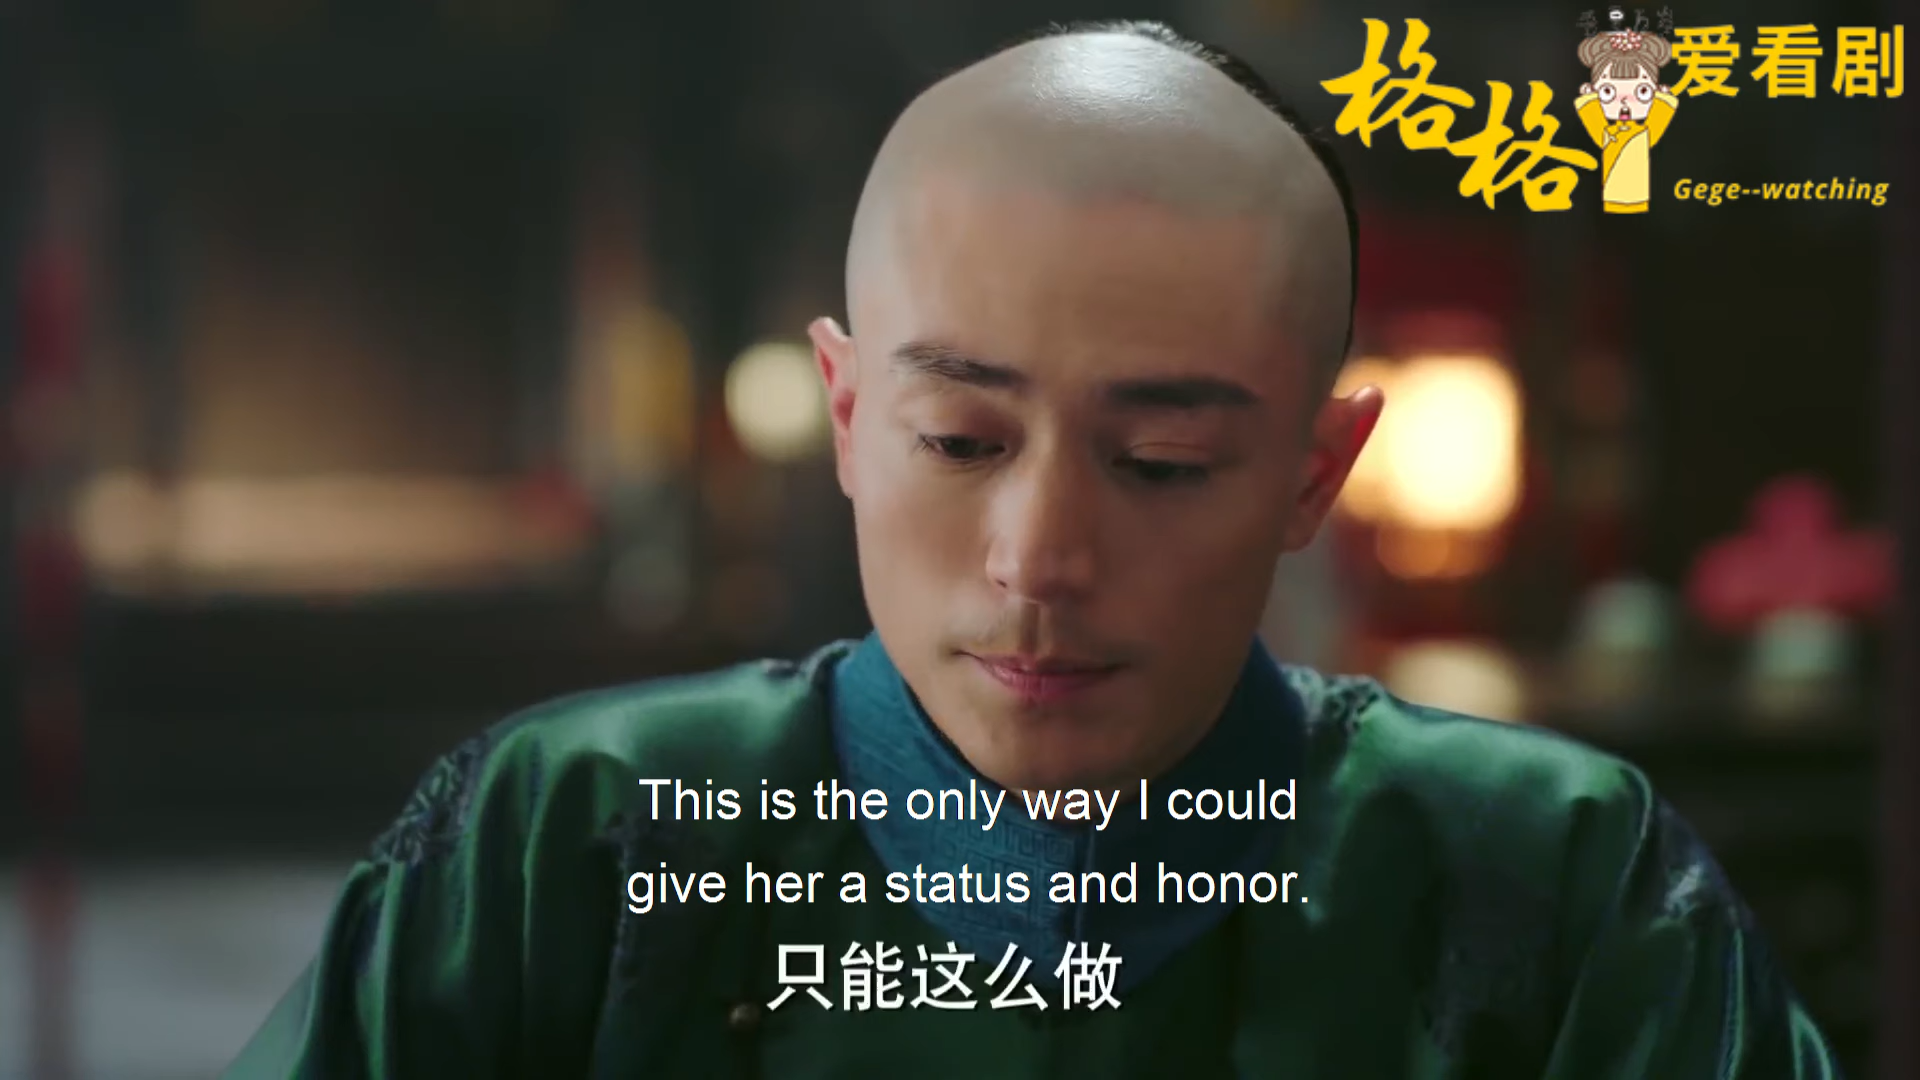 格格
爱看剧
Gege--watching
This is the only way I could
give her a status and honor.
只能这么做